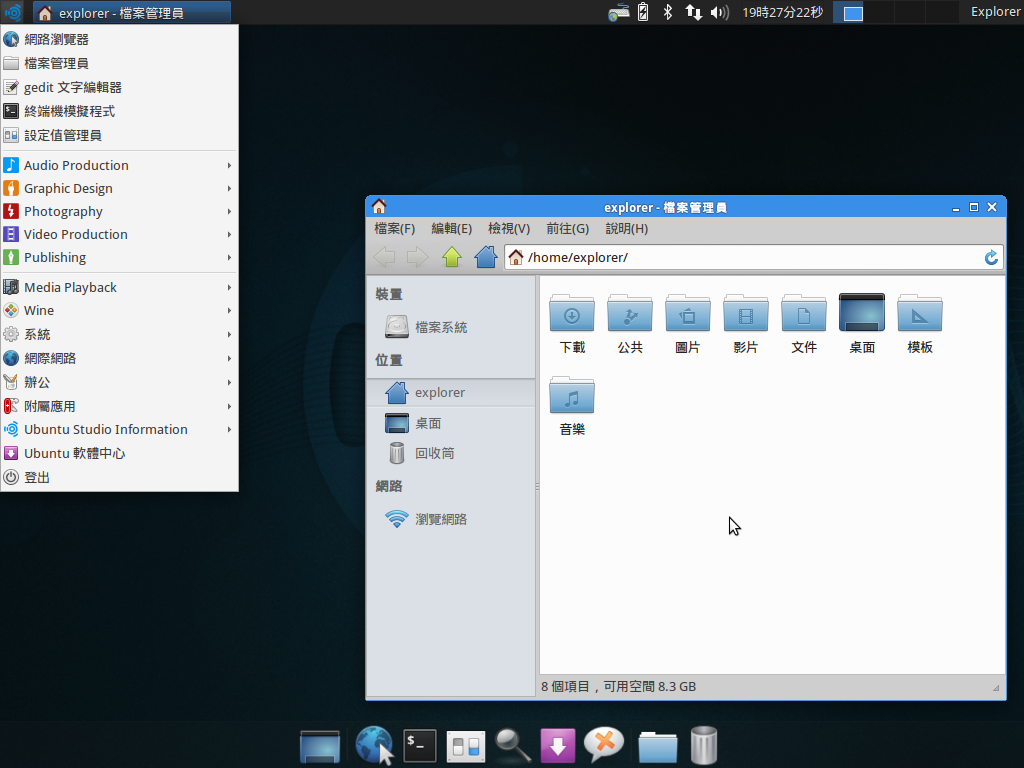 explorer - 檔案管理員
19時27分22秒
Explorer
網路瀏覽器
檔案管理員
gedit 文字編輯器
終端機模擬程式
設定值管理員
Audio Production
Graphic Design
Photography
Video Production
Publishing
Media Playback
Wine
系統
網際網路
辦公
附屬應用
Ubuntu Studio Information
Ubuntu 軟體中心
登出
explorer - 檔案管理員
檔案(F) 編輯(E) 檢視(V) 前往(G) 說明(H)
/home/explorer/
裝置
檔案系統
位置
explorer
桌面
回收筒
網路
瀏覽網路
下載 公共 圖片 影片 文件 桌面 模板
音樂
8 個項目，可用空間 8.3 GB
$ _